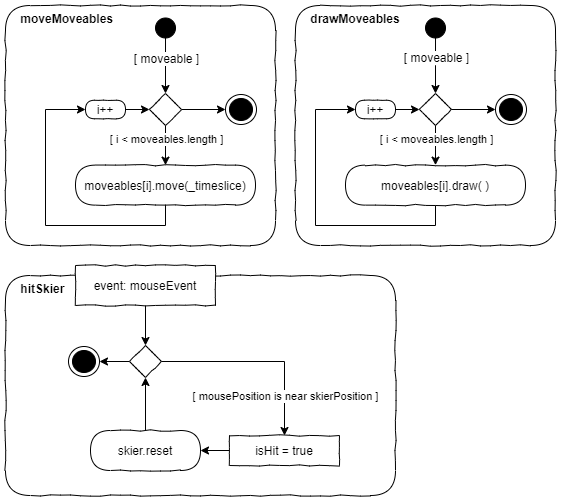 moveMoveables
[ moveable ]
i++
[ i < moveables.length ]
moveables[i].move(_timeslice)
drawMoveables
[ moveable ]
i++
[ i < moveables.length ]
moveables[i].draw( )
hitSkier
event: mouseEvent
[ mousePosition is near skierPosition ]
skier.reset
isHit = true